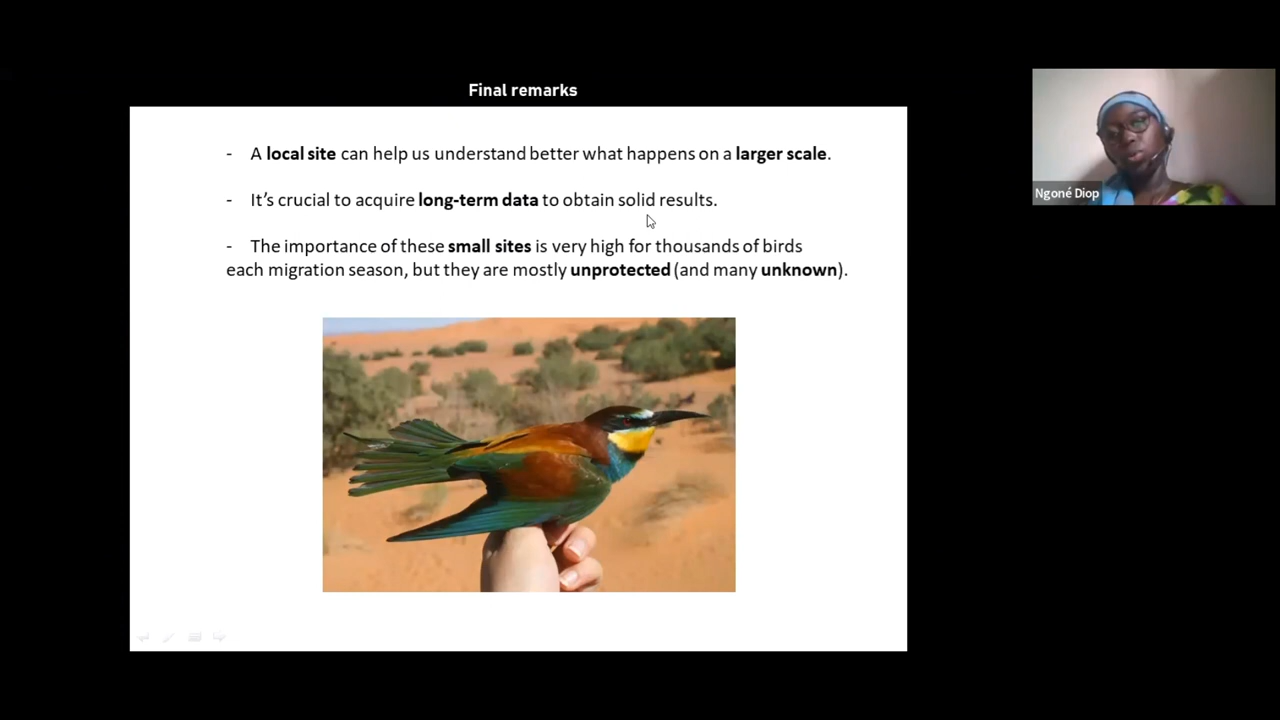 Final remarks
- A local site can help us understand better what happens on a larger scale.
- It’s crucial to acquire long-term data to obtain solid results.
- The importance of these small sites is very high for thousands of birds
each migration season, but they are mostly unprotected (and many unknown).
Ngoné Diop